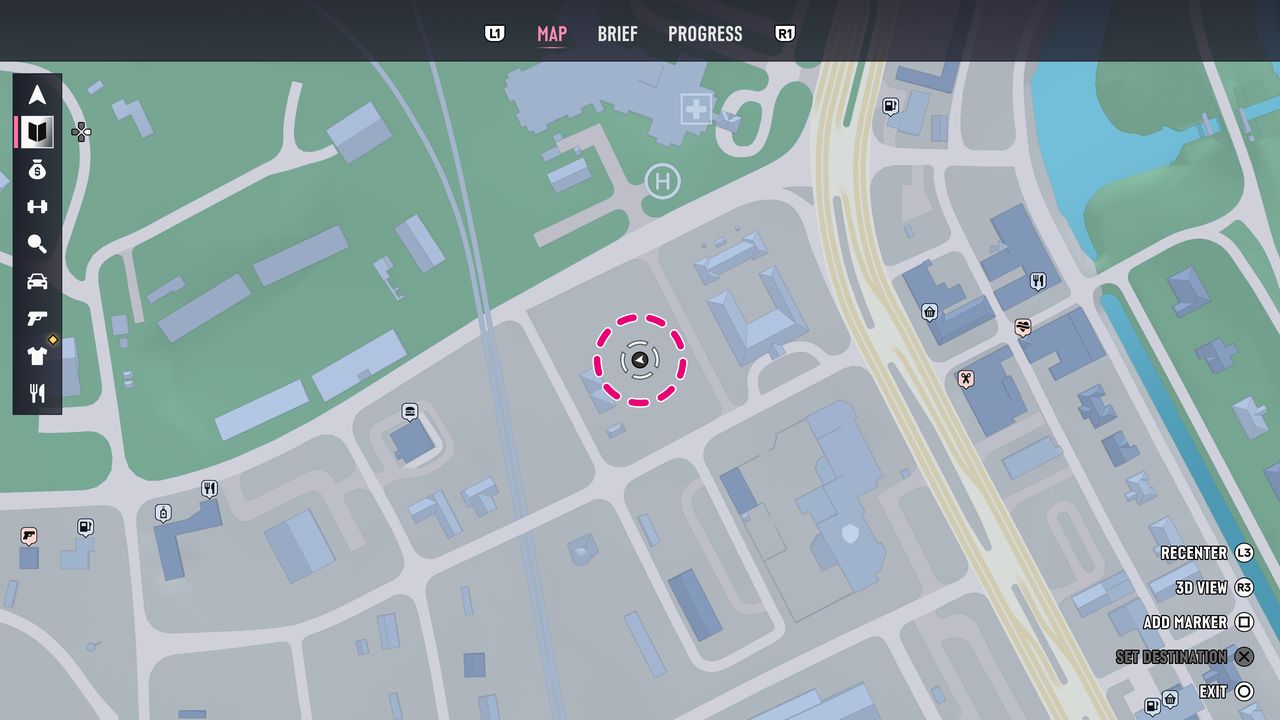 L1 MAP BRIEF PROGRESS R1
H
RECENTER L3
3D VIEW R3
ADD MARKER
SET DESTINATION
EXIT